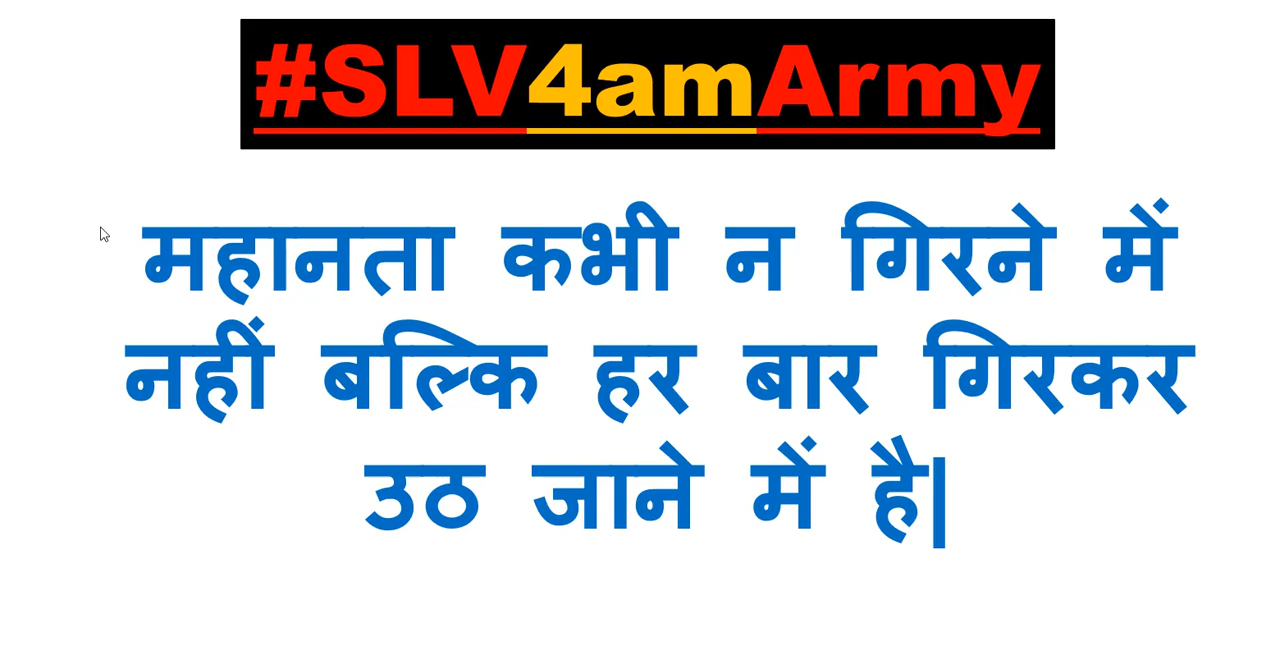 #SLV4amArmy
महानता कभी न गिरने में
नहीं बल्कि हर बार गिरकर
उठ जाने में है|